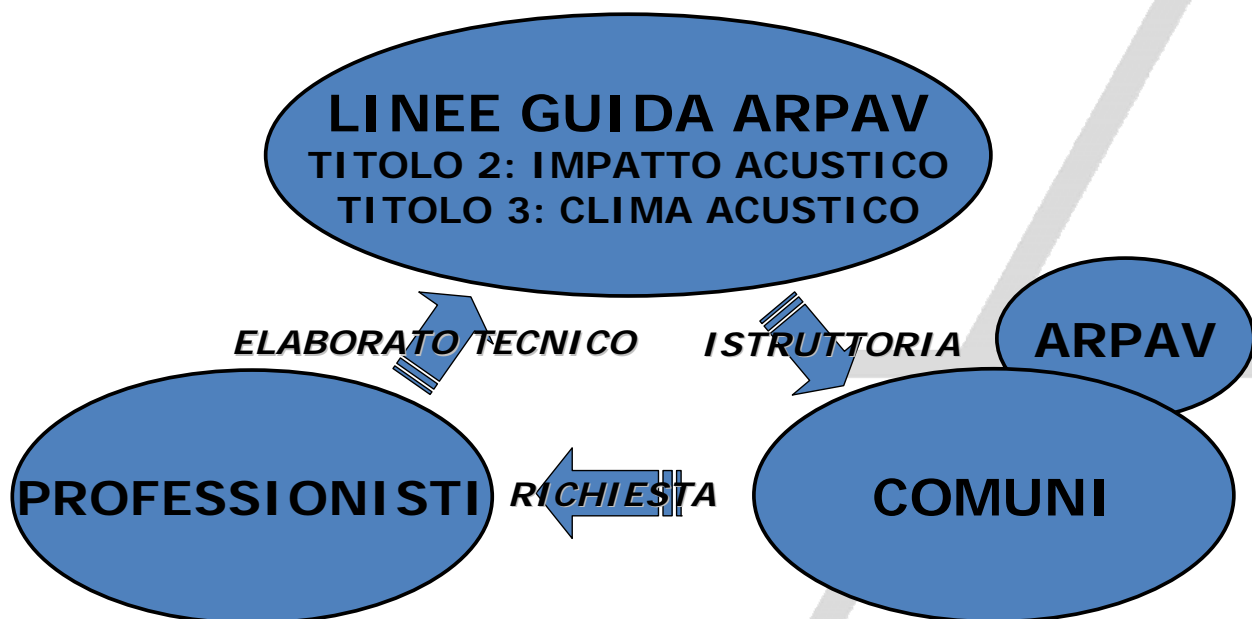 LINEE GUIDA ARPAV
TITOLO 2: IMPATTO ACUSTICO
TITOLO 3: CLIMA ACUSTICO
ELABORATO TECNICO
ISTRUTTORIA
ARPAV
PROFESSIONISTI
RICHIESTA
COMUNI